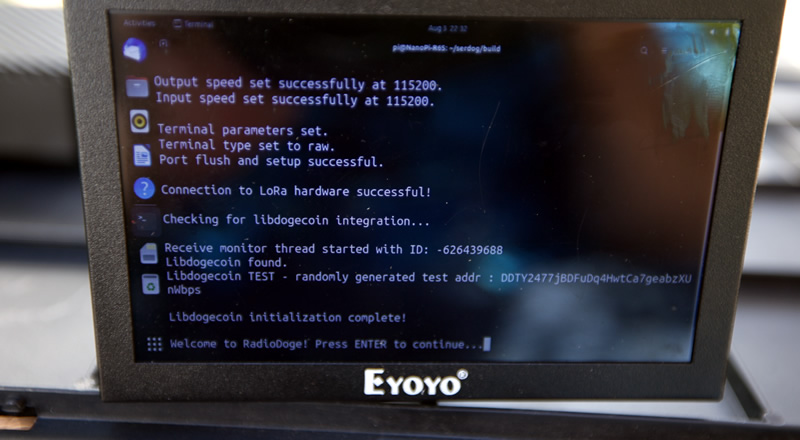 Activities Terminal
Aug 1 22:32
pi@NanoPi-R6S: ~/serdog/build
Output speed set successfully at 115200.
Input speed set successfully at 115200.
Terminal parameters set.
Terminal type set to raw.
Port flush and setup successful.
Connection to LoRa hardware successful!
Checking for libdogecoin integration...
Receive monitor thread started with ID: -626439688
Libdogecoin found.
Libdogecoin TEST - randomly generated test addr : DDTY2477jBDFuDq4HwtCa7geabzXU
nWbps
Libdogecoin initialization complete!
Welcome to RadioDoge! Press ENTER to continue...
EYOYO®